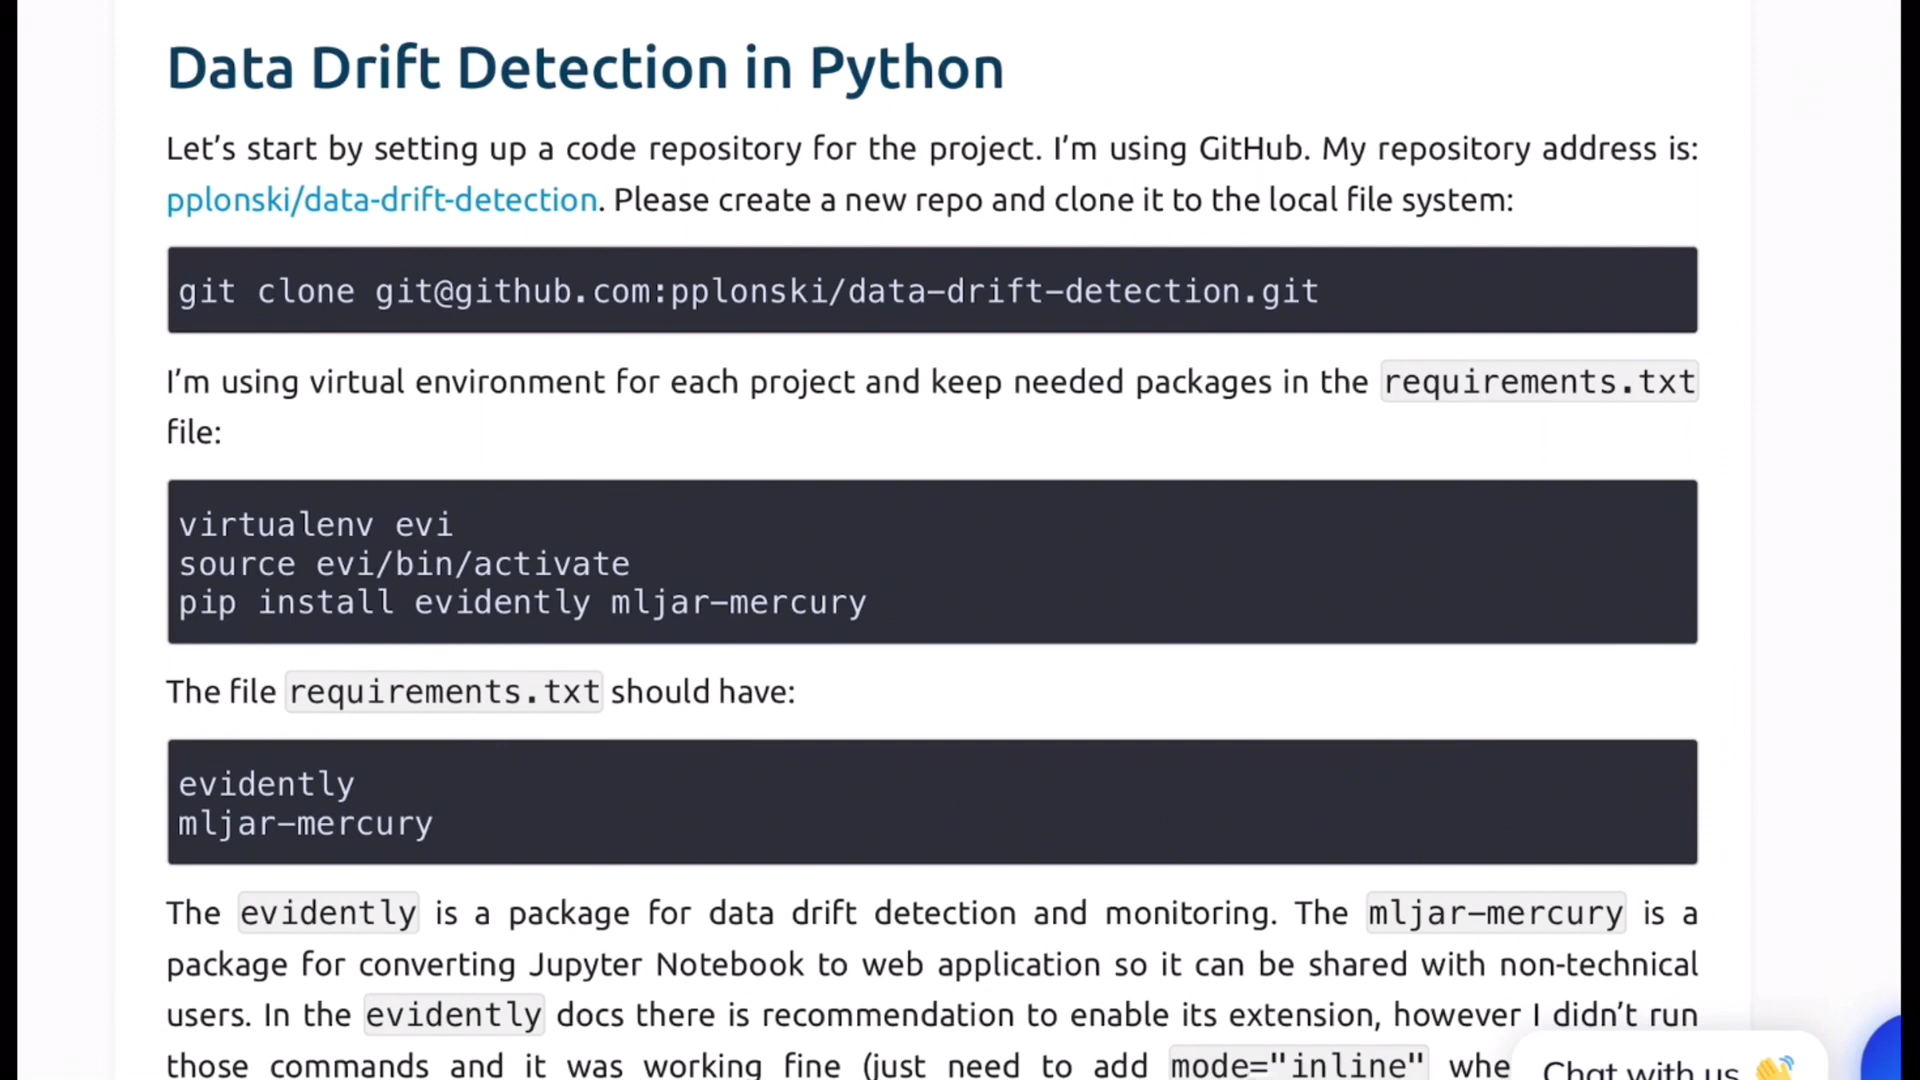 Data Drift Detection in Python
Let’s start by setting up a code repository for the project. I’m using GitHub. My repository address is:
pplonski/data-drift-detection. Please create a new repo and clone it to the local file system:
git clone git@github.com:pplonski/data-drift-detection.git
I’m using virtual environment for each project and keep needed packages in the requirements.txt
file:
virtualenv evi
source evi/bin/activate
pip install evidently mljar-mercury
The file requirements.txt should have:
evidently
mljar-mercury
The evidently is a package for data drift detection and monitoring. The mljar-mercury is a
package for converting Jupyter Notebook to web application so it can be shared with non-technical
users. In the evidently docs there is recommendation to enable its extension, however I didn’t run
those commands and it was working fine (just need to add mode="inline" whe
Chat with us 👋